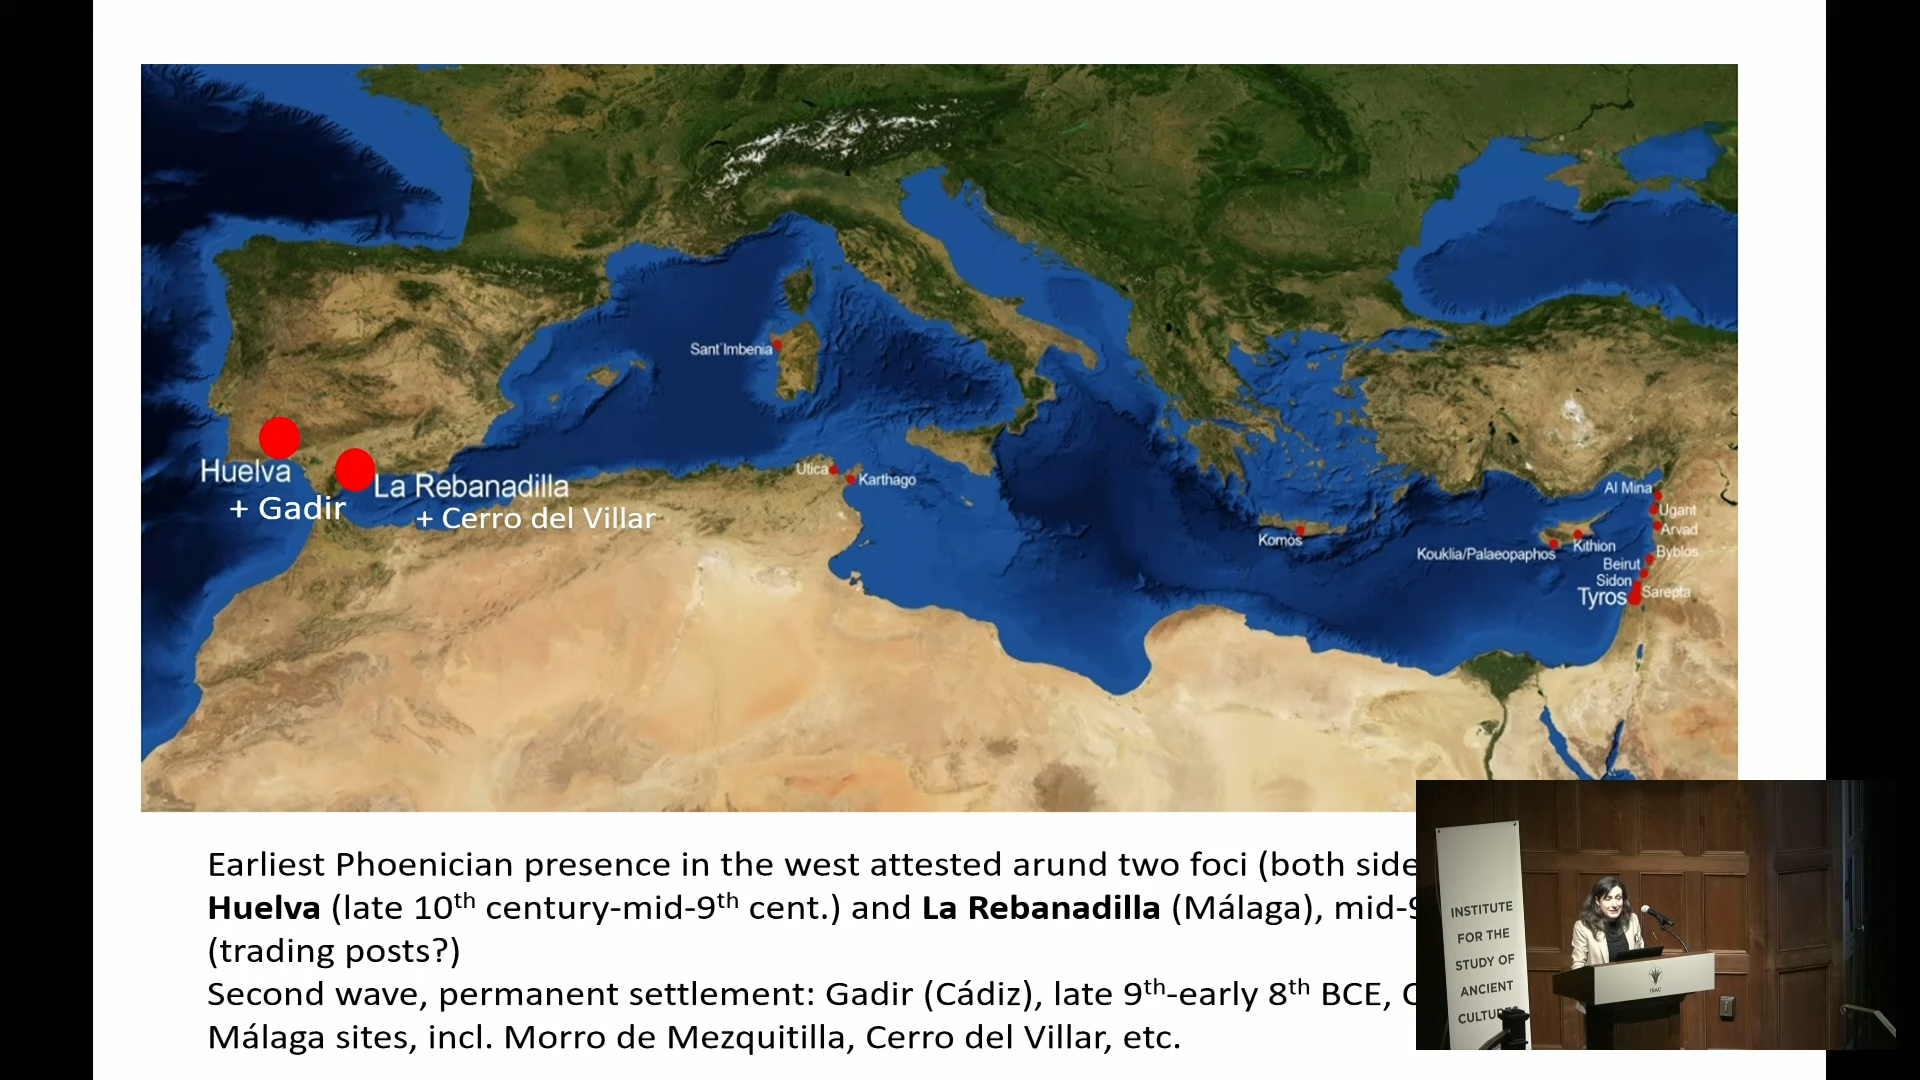 Sant´Imbenia
Huelva
+ Gadir
La Rebanadilla
+ Cerro del Villar
Utica
Karthago
Komos
Kouklia/Palaeopaphos
Kithion
Al Mina
Ugarit
Arvad
Byblos
Beirut
Sidon
Sarepta
Tyros
Earliest Phoenician presence in the west attested arund two foci (both side
Huelva (late 10th century-mid-9th cent.) and La Rebanadilla (Málaga),
(trading posts?)
Second wave, permanent settlement: Gadir (Cádiz), late 9th-early 8th BCE,
Málaga sites, incl. Morro de Mezquitilla, Cerro del Villar, etc.
INSTITUTE
FOR THE
STUDY OF
ANCIENT
CULTURES